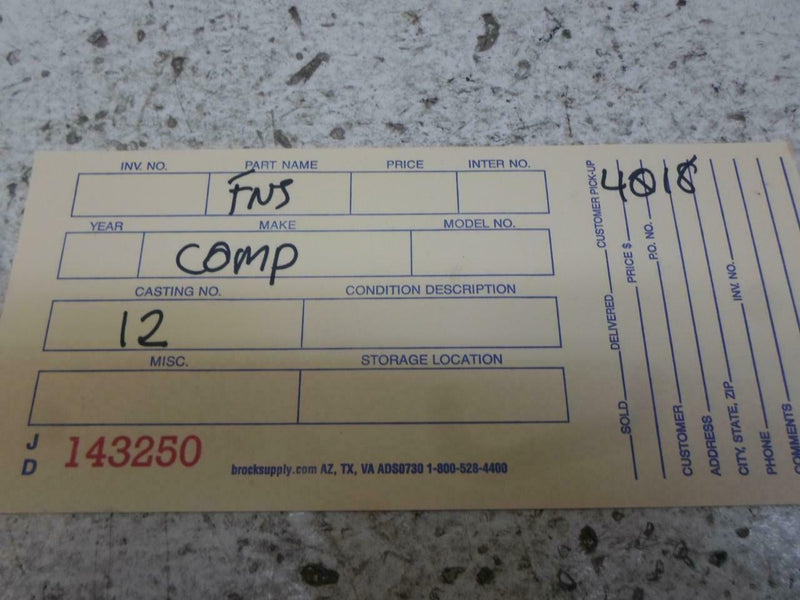 INV. NO. PART NAME PRICE INTER NO.
FNS
YEAR MAKE MODEL NO.
COMP
CASTING NO. CONDITION DESCRIPTION
12
MISC. STORAGE LOCATION
J
D
143250
brocksupply.com AZ, TX, VA ADS0730 1-800-528-4400
4018
SOLD DELIVERED CUSTOMER PICK-UP
PRICE $
P.O. NO.
CUSTOMER
ADDRESS
CITY, STATE, ZIP INV. NO.
PHONE
COMMENTS